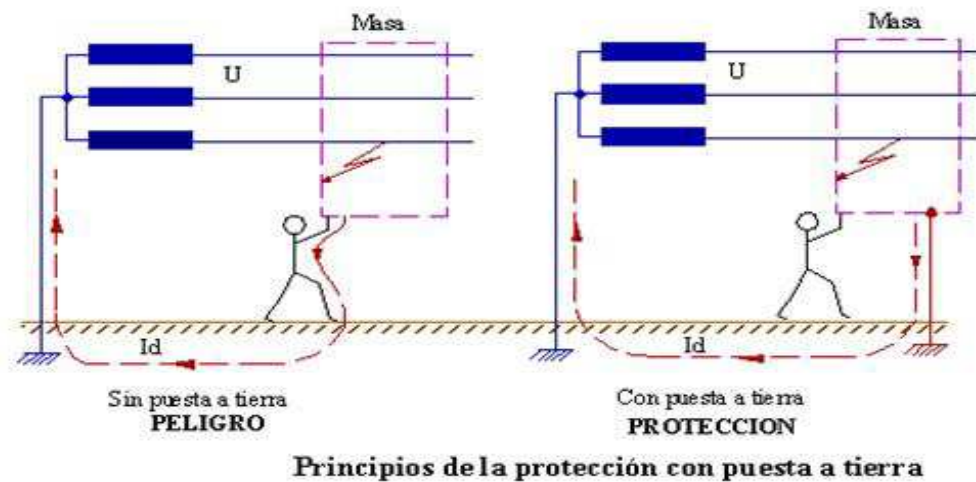 Masa
U
Id
Sin puesta a tierra
PELIGRO
Masa
U
Id
Con puesta a tierra
PROTECCION
Principios de la protección con puesta a tierra